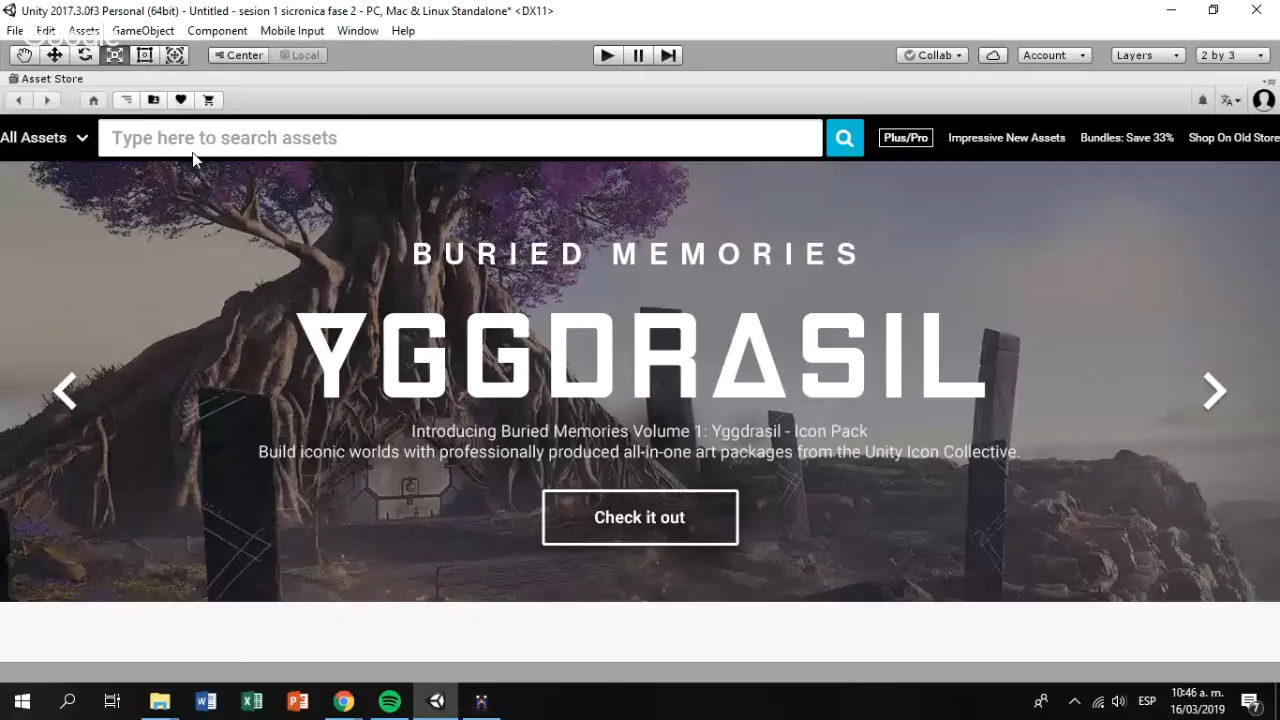 Unity 2017.3.0f3 Personal (64bit) - Untitled - sesion 1 sicronica fase 2 - PC, Mac & Linux Standalone* <DX11>
File Edit Assets GameObject Component Mobile Input Window Help
Google
Center Local Collab Account Layers 2 by 3
Asset Store
All Assets Type here to search assets Plus/Pro Impressive New Assets Bundles: Save 33% Shop On Old Store
BURIED MEMORIES
YGGDRASIL
Introducing Buried Memories Volume 1: Yggdrasil - Icon Pack
Build iconic worlds with professionally produced all-in-one art packages from the Unity Icon Collective.
Check it out
ESP
10:46 a. m.
16/03/2019
7